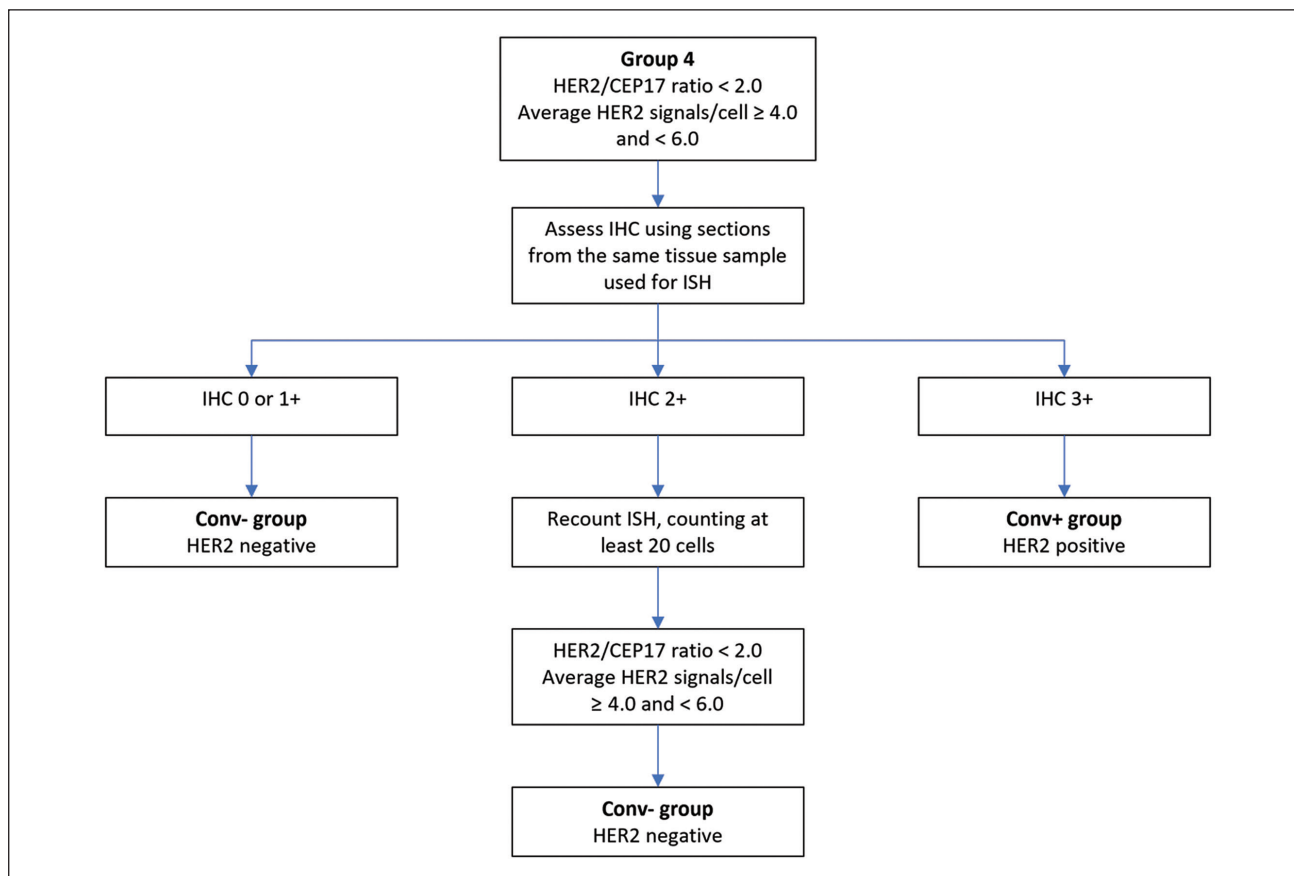 Group 4
HER2/CEP17 ratio < 2.0
Average HER2 signals/cell ≥ 4.0
and < 6.0
Assess IHC using sections
from the same tissue sample
used for ISH
IHC 0 or 1+
IHC 2+
IHC 3+
Conv- group
HER2 negative
Recount ISH, counting at
least 20 cells
Conv+ group
HER2 positive
HER2/CEP17 ratio < 2.0
Average HER2 signals/cell
≥ 4.0 and < 6.0
Conv- group
HER2 negative